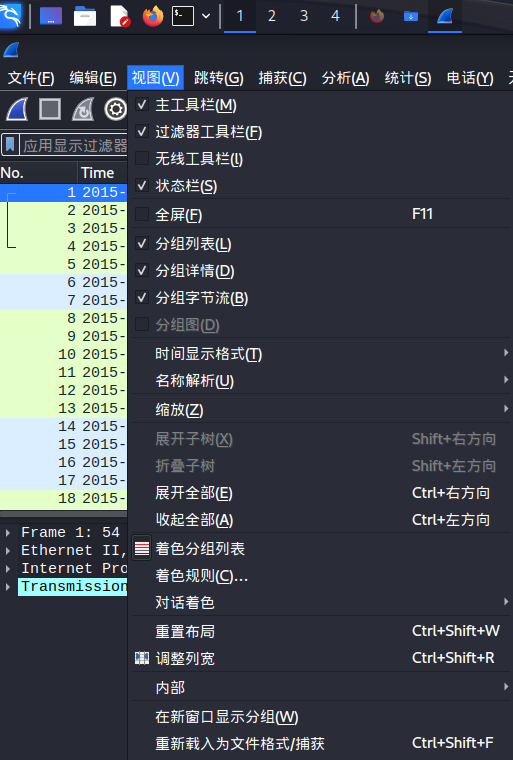 1 2 3 4
文件(F) 编辑(E) 视图(V) 跳转(G) 捕获(C) 分析(A) 统计(S) 电话(Y)
应用显示过滤器
No. Time
1 2015-
2 2015-
3 2015-
4 2015-
5 2015-
6 2015-
7 2015-
8 2015-
9 2015-
10 2015-
11 2015-
12 2015-
13 2015-
14 2015-
15 2015-
16 2015-
17 2015-
18 2015-
Frame 1: 54
Ethernet II,
Internet Pro
Transmission
主工具栏(M)
过滤器工具栏(F)
无线工具栏(l)
状态栏(S)
全屏(F) F11
分组列表(L)
分组详情(D)
分组字节流(B)
分组图(D)
时间显示格式(T)
名称解析(U)
缩放(Z)
展开子树(X) Shift+右方向
折叠子树 Shift+左方向
展开全部(E) Ctrl+右方向
收起全部(A) Ctrl+左方向
着色分组列表
着色规则(C)…
对话着色
重置布局 Ctrl+Shift+W
调整列宽 Ctrl+Shift+R
内部
在新窗口显示分组(W)
重新载入为文件格式/捕获 Ctrl+Shift+F